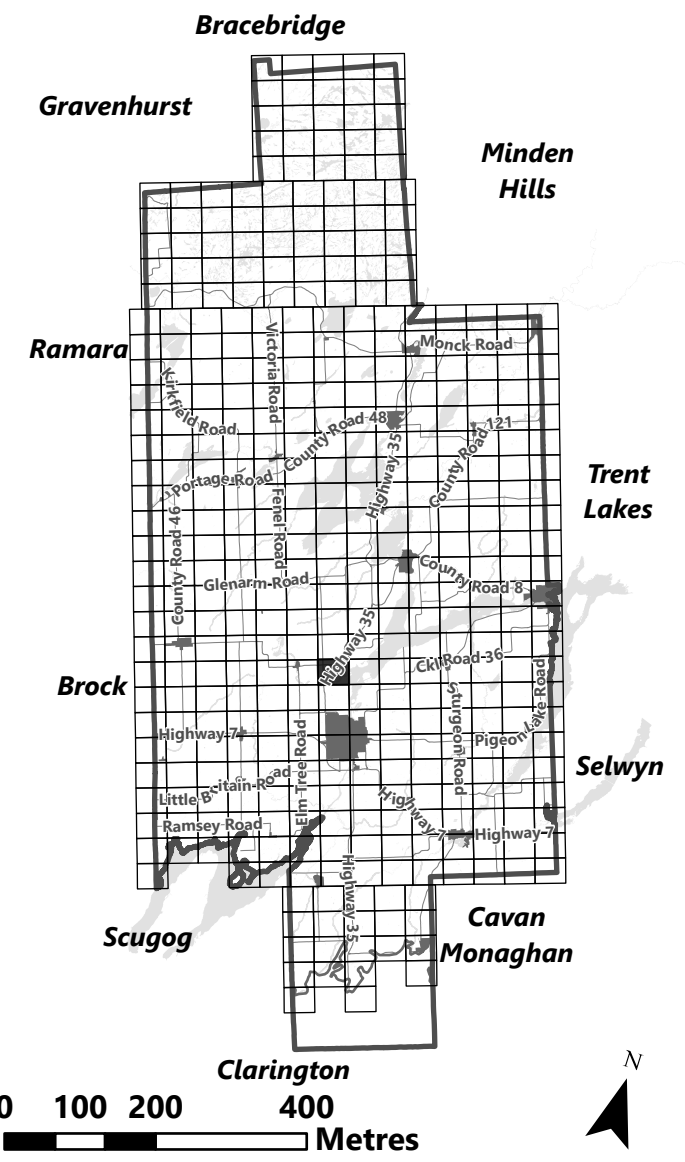 Bracebridge
Gravenhurst
Minden
Hills
Ramara
Victoria Road
Monck Road
Kirkfield Road
County Road 48
Highway 35
County Road 121
Portage Road
Trent
Lakes
County Road 46
Fenel Road
Glenarm Road
County Road 8
Highway 35
Ckl Road 36
Brock
Sturgeon Road
Pigeon Lake Road
Highway 7
Elm Tree Road
Selwyn
Little Britain Road
Highway 7
Highway 7
Ramsey Road
Highway 35
Scugog
Cavan
Monaghan
Clarington
N
0 100 200 400
Metres